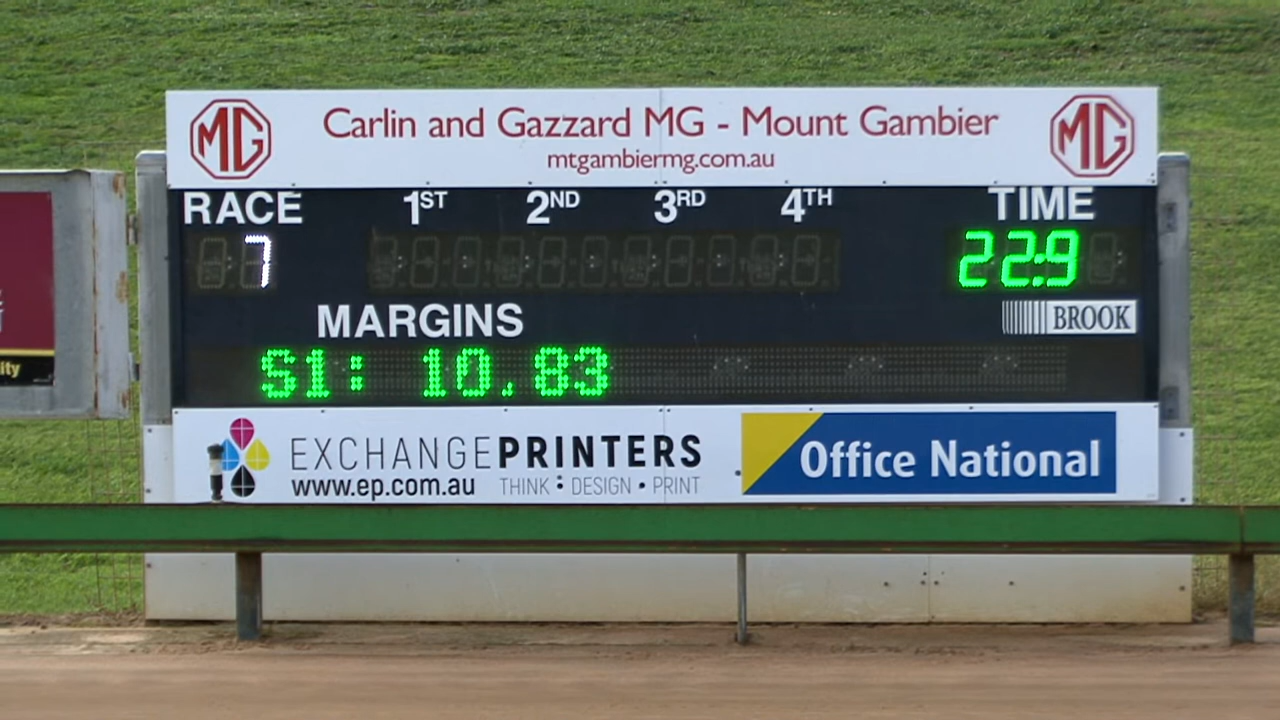 MG Carlin and Gazzard MG - Mount Gambier MG
mtgambiermg.com.au
RACE 1ST 2ND 3RD 4TH TIME
7 22:9
MARGINS BROOK
S1: 10.83
EXCHANGEPRINTERS
www.ep.com.au THINK • DESIGN • PRINT
Office National
ity